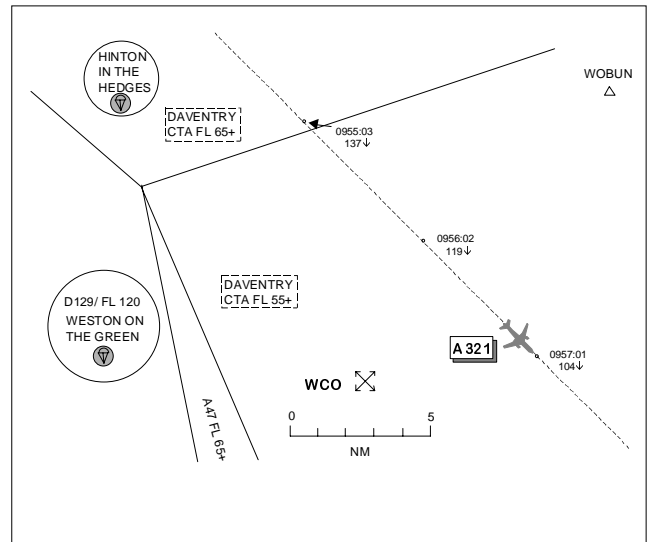 HINTON
IN THE
HEDGES
WOBUN
DAVENTRY
CTA FL 65+
0955:03
137↓
0956:02
119↓
D129/ FL 120
WESTON ON
THE GREEN
DAVENTRY
CTA FL 55+
A 321
0957:01
104↓
WCO
A47 FL 65+
0 5
NM